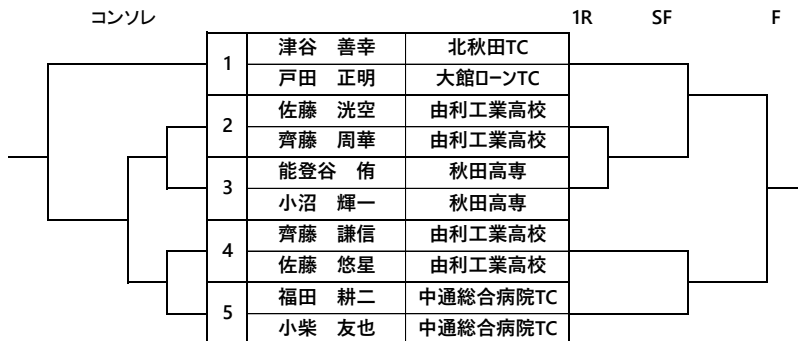 コンソレ 1R SF F
1 津谷　善幸 北秋田TC
戸田　正明 大館ローンTC
2 佐藤　洸空 由利工業高校
齊藤　周華 由利工業高校
3 能登谷　侑 秋田高専
小沼　輝一 秋田高専
4 齊藤　謙信 由利工業高校
佐藤　悠星 由利工業高校
5 福田　耕二 中通総合病院TC
小柴　友也 中通総合病院TC